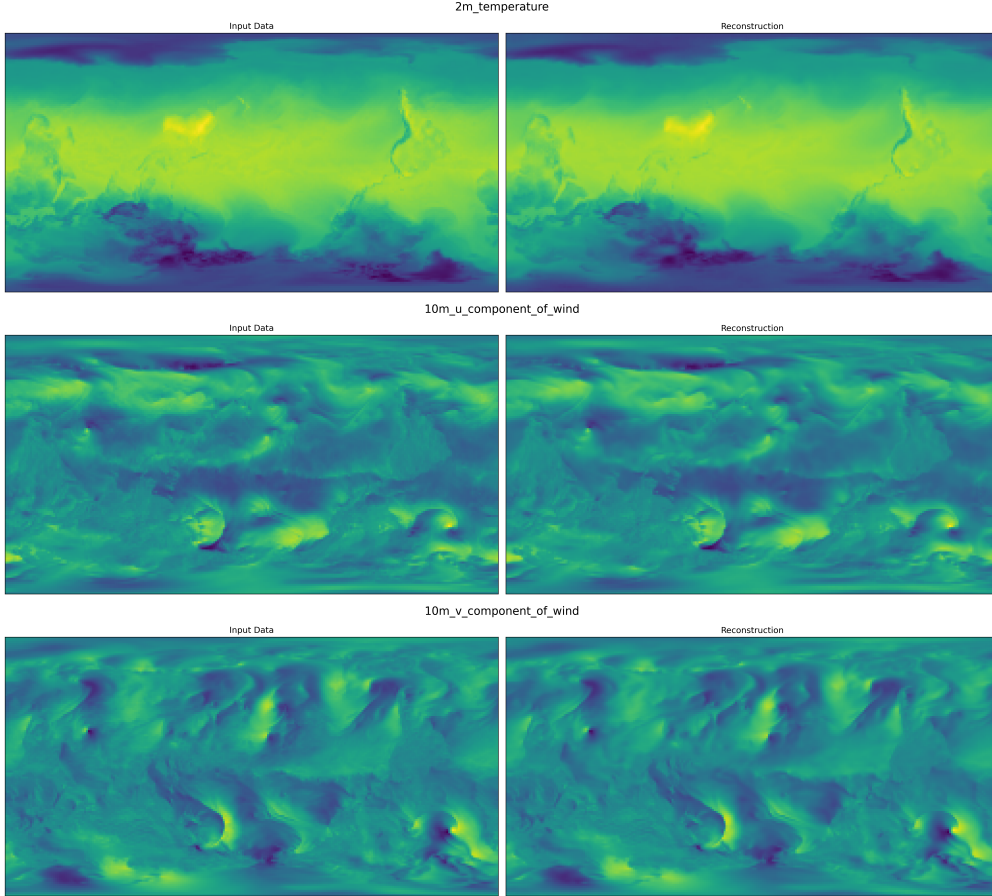 2m_temperature
Input Data
Reconstruction
10m_u_component_of_wind
Input Data
Reconstruction
10m_v_component_of_wind
Input Data
Reconstruction